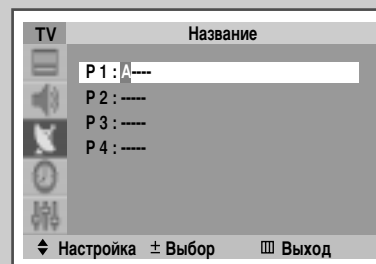 TV Название
P 1 : A----
P 2 : -----
P 3 : -----
P 4 : -----
Настройка ± Выбор Выход